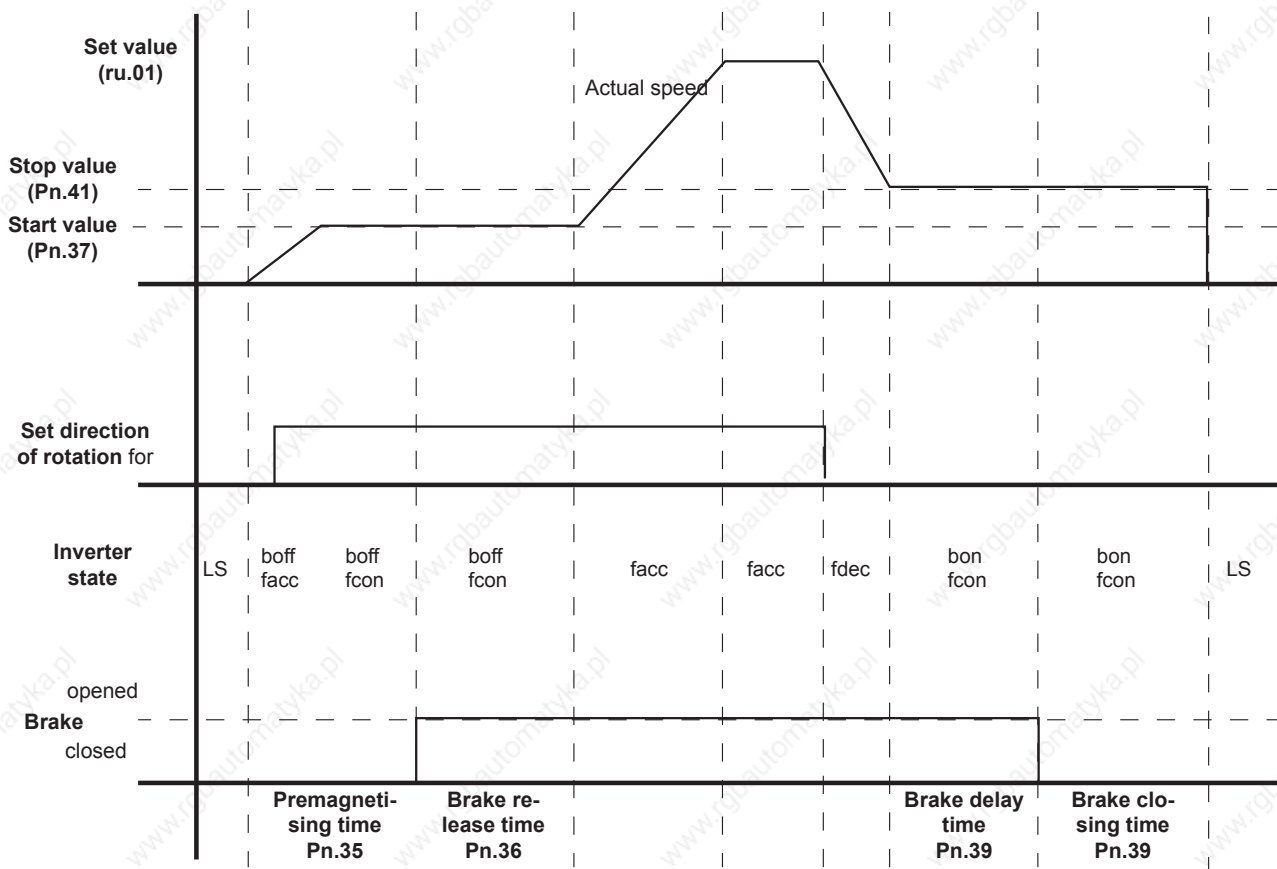 Set value
(ru.01)
Actual speed
Stop value
(Pn.41)
Start value
(Pn.37)
Set direction
of rotation for
Inverter
state
LS
boff
facc
boff
fcon
boff
fcon
facc
facc
fdec
bon
fcon
bon
fcon
LS
opened
Brake
closed
Premagneti-
sing time
Pn.35
Brake re-
lease time
Pn.36
Brake delay
time
Pn.39
Brake clo-
sing time
Pn.39
www.rgbautomatyka.pl